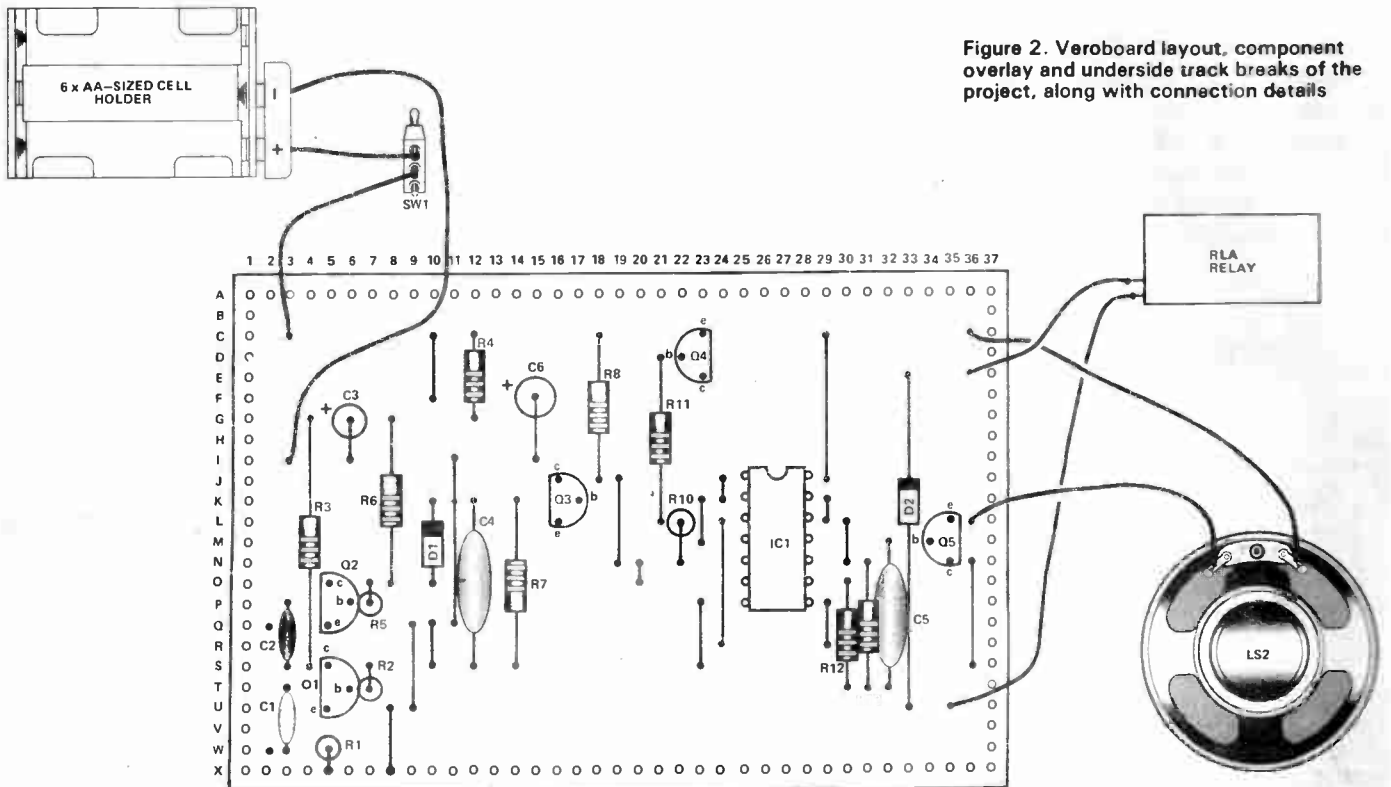 Figure 2. Veroboard layout, component
overlay and underside track breaks of the
project, along with connection details
6 x AA–SIZED CELL
HOLDER
–
+
SW1
RLA
RELAY
1 2 3 4 5 6 7 8 9 10 11 12 13 14 15 16 17 18 19 20 21 22 23 24 25 26 27 28 29 30 31 32 33 34 35 36 37
A
B
C
D
E
F
G
H
I
J
K
L
M
N
O
P
Q
R
S
T
U
V
W
X
R4
C6
+
R8
e
b Q4
c
C3
+
R11
R6
R3
c
Q3 b
e
R10
D2
D1
C4
IC1
e
b Q5
c
R7
Q2
c
b
e
R5
C2
C5
R12
c
R2
Q1
b
e
C1
R1
LS2